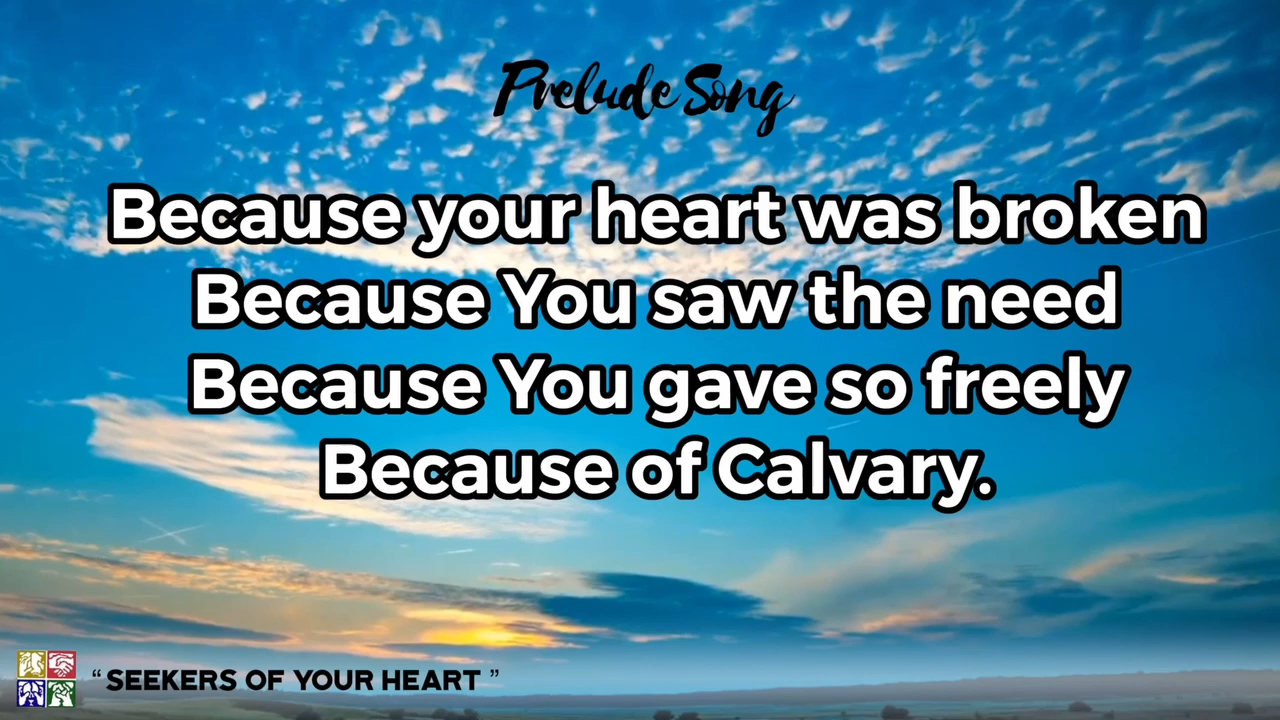 Prelude Song
Because your heart was broken
Because You saw the need
Because You gave so freely
Because of Calvary.
“ SEEKERS OF YOUR HEART ”